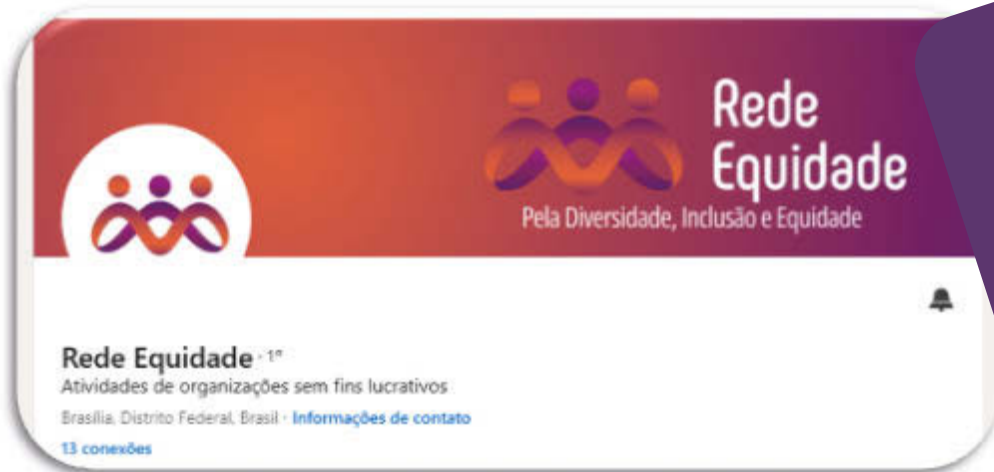 Rede
Equidade
Pela Diversidade, Inclusão e Equidade
Rede Equidade · 1º
Atividades de organizações sem fins lucrativos
Brasília, Distrito Federal, Brasil · Informações de contato
13 conexões